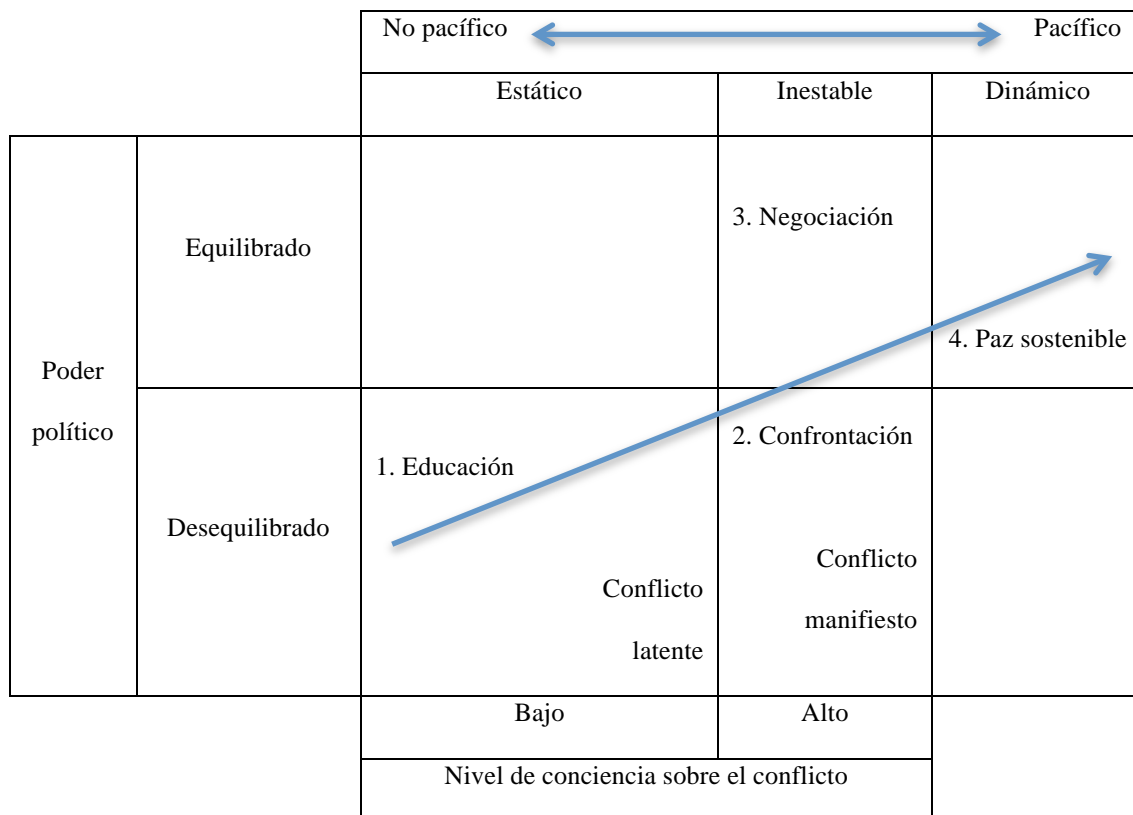 No pacífico Pacífico
Estático Inestable Dinámico
3. Negociación
Equilibrado
4. Paz sostenible
Poder
político
2. Confrontación
1. Educación
Desequilibrado
Conflicto
manifiesto
Conflicto
latente
Bajo Alto
Nivel de conciencia sobre el conflicto